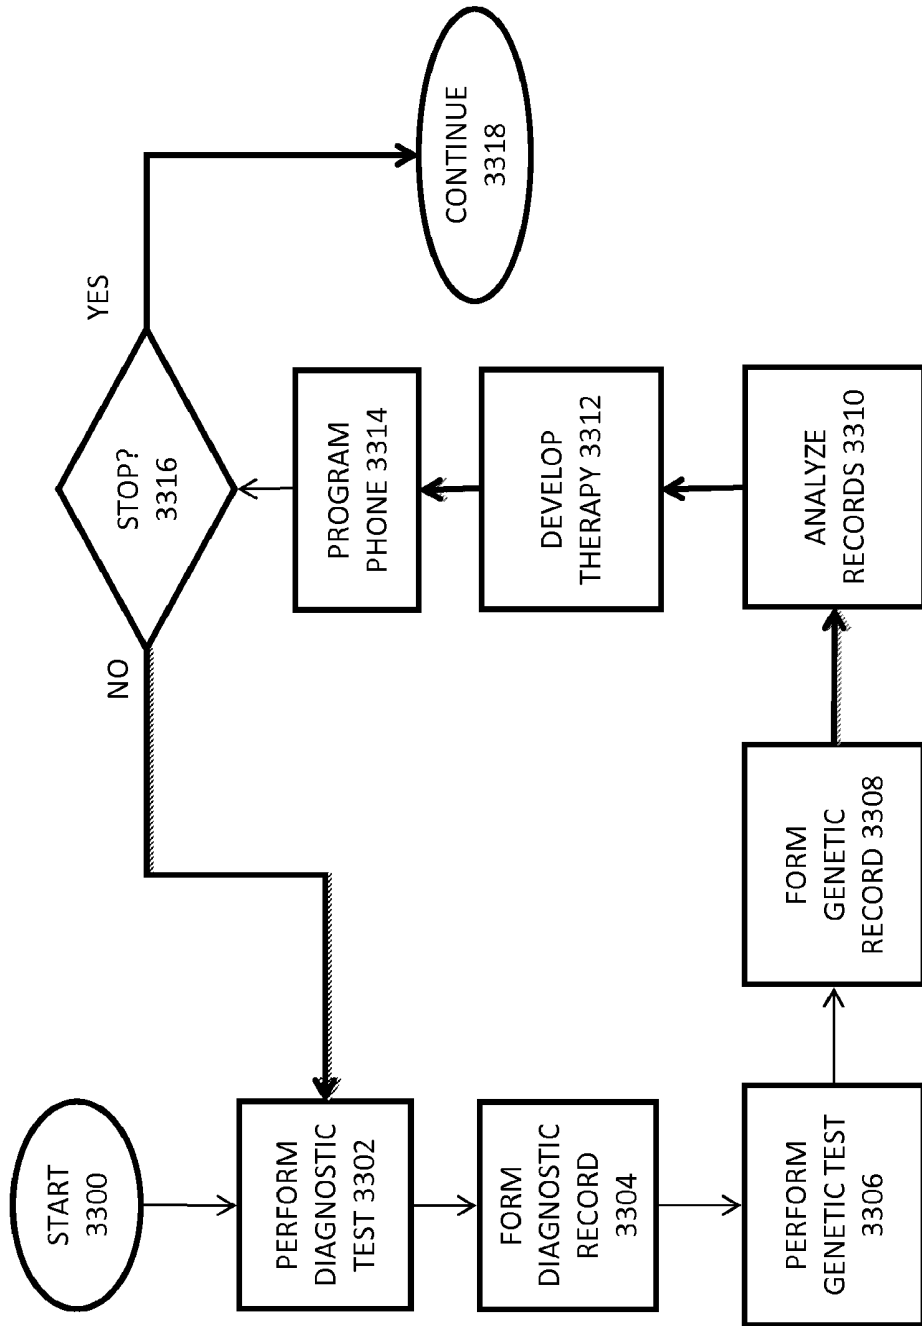 START
3300
PERFORM
DIAGNOSTIC
TEST 3302
FORM
DIAGNOSTIC
RECORD
3304
PERFORM
GENETIC TEST
3306
FORM
GENETIC
RECORD 3308
ANALYZE
RECORDS 3310
DEVELOP
THERAPY 3312
PROGRAM
PHONE 3314
STOP?
3316
NO
YES
CONTINUE
3318